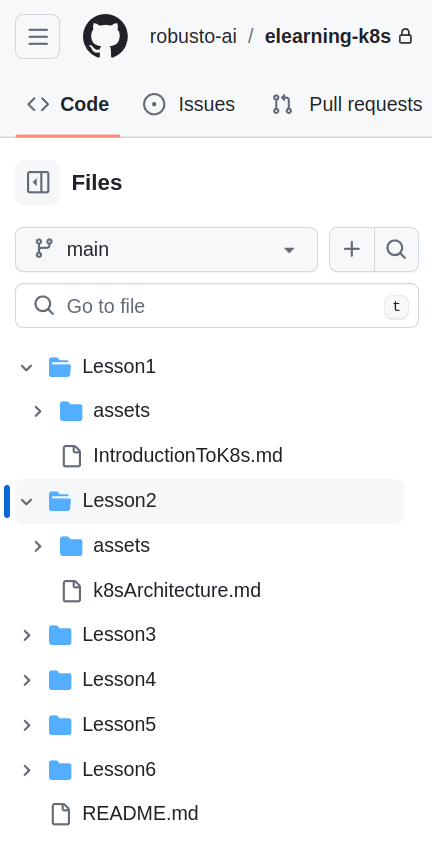 robusto-ai / elearning-k8s
Code Issues Pull requests
Files
main
Go to file t
Lesson1
assets
IntroductionToK8s.md
Lesson2
assets
k8sArchitecture.md
Lesson3
Lesson4
Lesson5
Lesson6
README.md